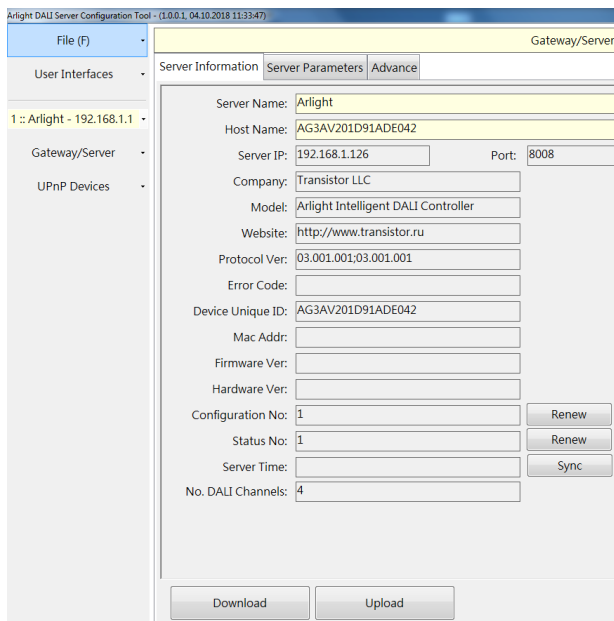 Arlight DALI Server Configuration Tool - (1.0.0.1, 04.10.2018 11:33:47)
File (F)
Gateway/Server
User Interfaces
Server Information Server Parameters Advance
1 :: Arlight - 192.168.1.1
Gateway/Server
UPnP Devices
Server Name: Arlight
Host Name: AG3AV201D91ADE042
Server IP: 192.168.1.126 Port: 8008
Company: Transistor LLC
Model: Arlight Intelligent DALI Controller
Website: http://www.transistor.ru
Protocol Ver: 03.001.001;03.001.001
Error Code:
Device Unique ID: AG3AV201D91ADE042
Mac Addr:
Firmware Ver:
Hardware Ver:
Configuration No: 1 Renew
Status No: 1 Renew
Server Time: Sync
No. DALI Channels: 4
Download Upload